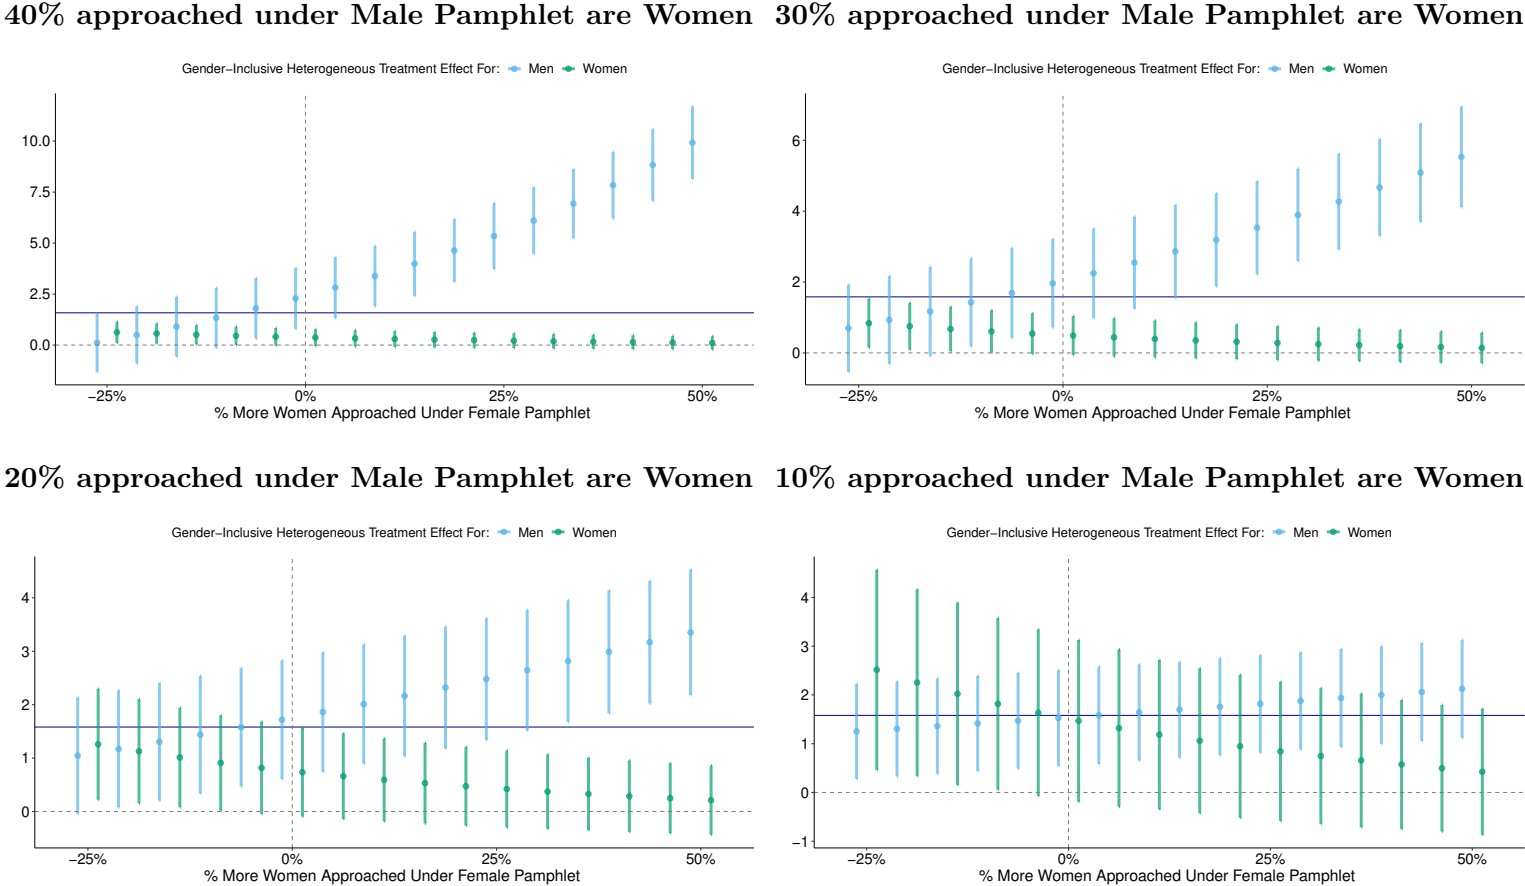 40% approached under Male Pamphlet are Women
Gender−Inclusive Heterogeneous Treatment Effect For: Men Women
10.0
7.5
5.0
2.5
0.0
−25% 0% 25% 50%
% More Women Approached Under Female Pamphlet
30% approached under Male Pamphlet are Women
Gender−Inclusive Heterogeneous Treatment Effect For: Men Women
6
4
2
0
−25% 0% 25% 50%
% More Women Approached Under Female Pamphlet
20% approached under Male Pamphlet are Women
Gender−Inclusive Heterogeneous Treatment Effect For: Men Women
4
3
2
1
0
−25% 0% 25% 50%
% More Women Approached Under Female Pamphlet
10% approached under Male Pamphlet are Women
Gender−Inclusive Heterogeneous Treatment Effect For: Men Women
4
3
2
1
0
−1
−25% 0% 25% 50%
% More Women Approached Under Female Pamphlet